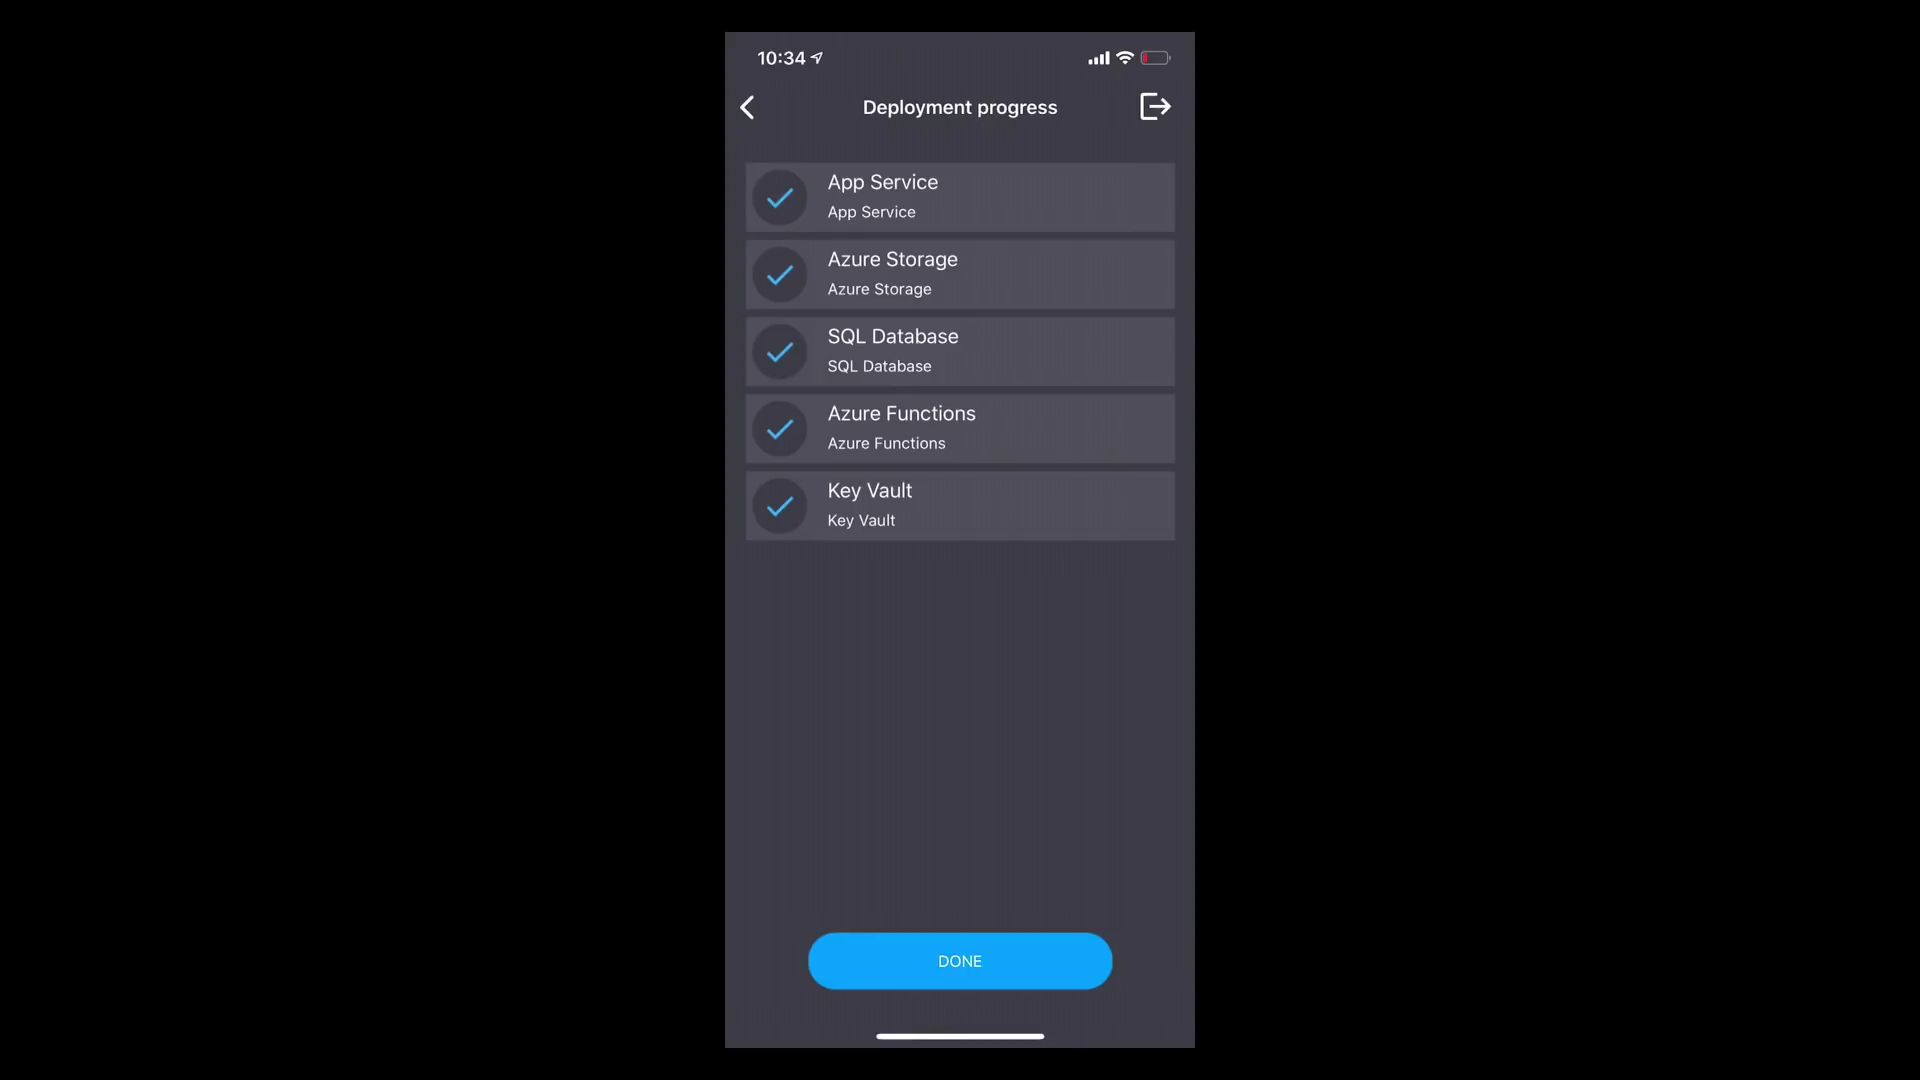 10:34
Deployment progress
App Service
App Service
Azure Storage
Azure Storage
SQL Database
SQL Database
Azure Functions
Azure Functions
Key Vault
Key Vault
DONE